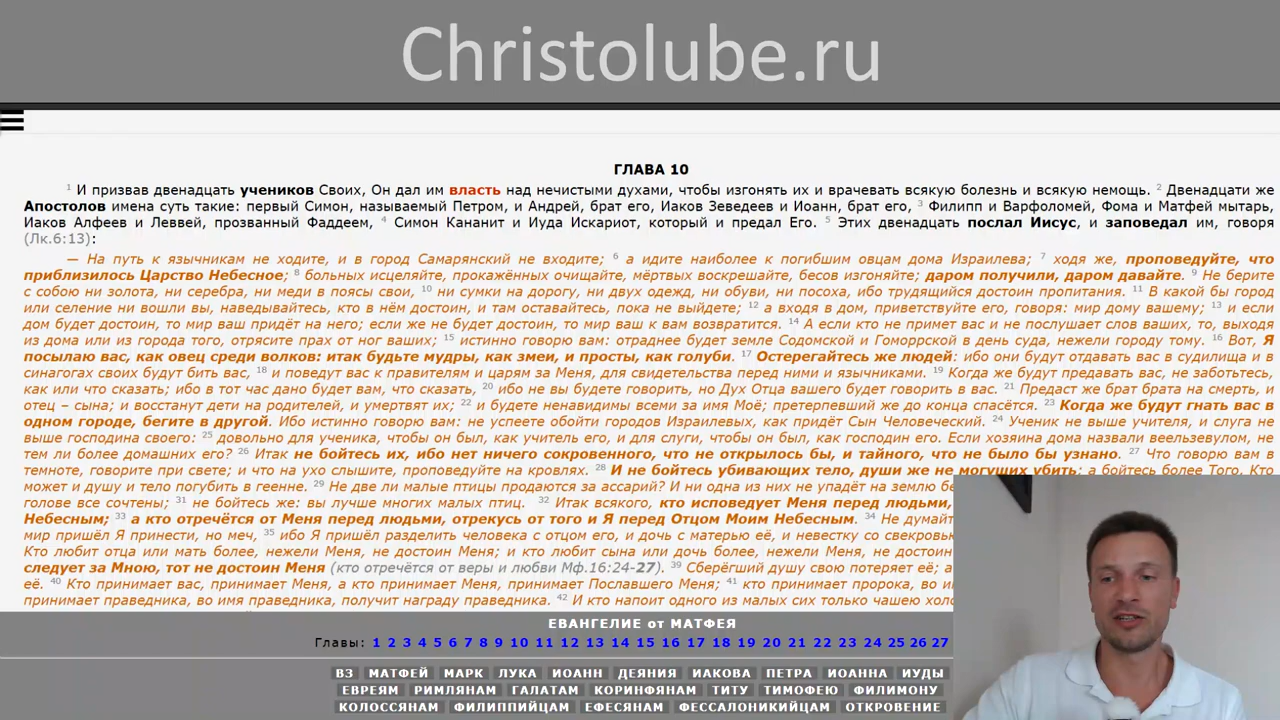 Christolube.ru
ГЛАВА 10
1 И призвав двенадцать учеников Своих, Он дал им власть над нечистыми духами, чтобы изгонять их и врачевать всякую болезнь и всякую немощь. 2 Двенадцати же
Апостолов имена суть такие: первый Симон, называемый Петром, и Андрей, брат его, Иаков Зеведеев и Иоанн, брат его, 3 Филипп и Варфоломей, Фома и Матфей мытарь,
Иаков Алфеев и Леввей, прозванный Фаддеем, 4 Симон Кананит и Иуда Искариот, который и предал Его. 5 Этих двенадцать послал Иисус, и заповедал им, говоря
(Лк.6:13):
— На путь к язычникам не ходите, и в город Самарянский не входите; 6 а идите наиболее к погибшим овцам дома Израилева; 7 ходя же, проповедуйте, что
приблизилось Царство Небесное; 8 больных исцеляйте, прокажённых очищайте, мёртвых воскрешайте, бесов изгоняйте; даром получили, даром давайте. 9 Не берите
с собою ни золота, ни серебра, ни меди в поясы свои, 10 ни сумки на дорогу, ни двух одежд, ни обуви, ни посоха, ибо трудящийся достоин пропитания. 11 В какой бы город
или селение ни вошли вы, наведывайтесь, кто в нём достоин, и там оставайтесь, пока не выйдете; 12 а входя в дом, приветствуйте его, говоря: мир дому вашему; 13 и если
дом будет достоин, то мир ваш придёт на него; если же не будет достоин, то мир ваш к вам возвратится. 14 А если кто не примет вас и не послушает слов ваших, то, выходя
из дома или из города того, отрясите прах от ног ваших; 15 истинно говорю вам: отраднее будет земле Содомской и Гоморрской в день суда, нежели городу тому. 16 Вот, Я
посылаю вас, как овец среди волков: итак будьте мудры, как змеи, и просты, как голуби. 17 Остерегайтесь же людей: ибо они будут отдавать вас в судилища и в
синагогах своих будут бить вас, 18 и поведут вас к правителям и царям за Меня, для свидетельства перед ними и язычниками. 19 Когда же будут предавать вас, не заботьтесь,
как или что сказать; ибо в тот час дано будет вам, что сказать, 20 ибо не вы будете говорить, но Дух Отца вашего будет говорить в вас. 21 Предаст же брат брата на смерть, и
отец – сына; и восстанут дети на родителей, и умертвят их; 22 и будете ненавидимы всеми за имя Моё; претерпевший же до конца спасётся. 23 Когда же будут гнать вас в
одном городе, бегите в другой. Ибо истинно говорю вам: не успеете обойти городов Израилевых, как придёт Сын Человеческий. 24 Ученик не выше учителя, и слуга не
выше господина своего: 25 довольно для ученика, чтобы он был, как учитель его, и для слуги, чтобы он был, как господин его. Если хозяина дома назвали веельзевулом, не
тем ли более домашних его? 26 Итак не бойтесь их, ибо нет ничего сокровенного, что не открылось бы, и тайного, что не было бы узнано. 27 Что говорю вам в
темноте, говорите при свете; и что на ухо слышите, проповедуйте на кровлях. 28 И не бойтесь убивающих тело, души же не могущих убить; а бойтесь более Того, Кто
может и душу и тело погубить в геенне. 29 Не две ли малые птицы продаются за ассарий? И ни одна из них не упадёт на землю бе
голове все сочтены; 31 не бойтесь же: вы лучше многих малых птиц. 32 Итак всякого, кто исповедует Меня перед людьми,
Небесным; 33 а кто отречётся от Меня перед людьми, отрекусь от того и Я перед Отцом Моим Небесным. 34 Не думайт
мир пришёл Я принести, но меч, 35 ибо Я пришёл разделить человека с отцом его, и дочь с матерью её, и невестку со свекровь
Кто любит отца или мать более, нежели Меня, не достоин Меня; и кто любит сына или дочь более, нежели Меня, не достоин
следует за Мною, тот не достоин Меня (кто отречётся от веры и любви Мф.16:24-27). 39 Сберёгший душу свою потеряет её; а
её. 40 Кто принимает вас, принимает Меня, а кто принимает Меня, принимает Пославшего Меня; 41 кто принимает пророка, во и
принимает праведника, во имя праведника, получит награду праведника. 42 И кто напоит одного из малых сих только чашею холо
ЕВАНГЕЛИЕ от МАТФЕЯ
Главы: 1 2 3 4 5 6 7 8 9 10 11 12 13 14 15 16 17 18 19 20 21 22 23 24 25 26 27
ВЗ МАТФЕЙ МАРК ЛУКА ИОАНН ДЕЯНИЯ ИАКОВА ПЕТРА ИОАННА ИУДЫ
ЕВРЕЯМ РИМЛЯНАМ ГАЛАТАМ КОРИНФЯНАМ ТИТУ ТИМОФЕЮ ФИЛИМОНУ
КОЛОССЯНАМ ФИЛИППИЙЦАМ ЕФЕСЯНАМ ФЕССАЛОНИКИЙЦАМ ОТКРОВЕНИЕ